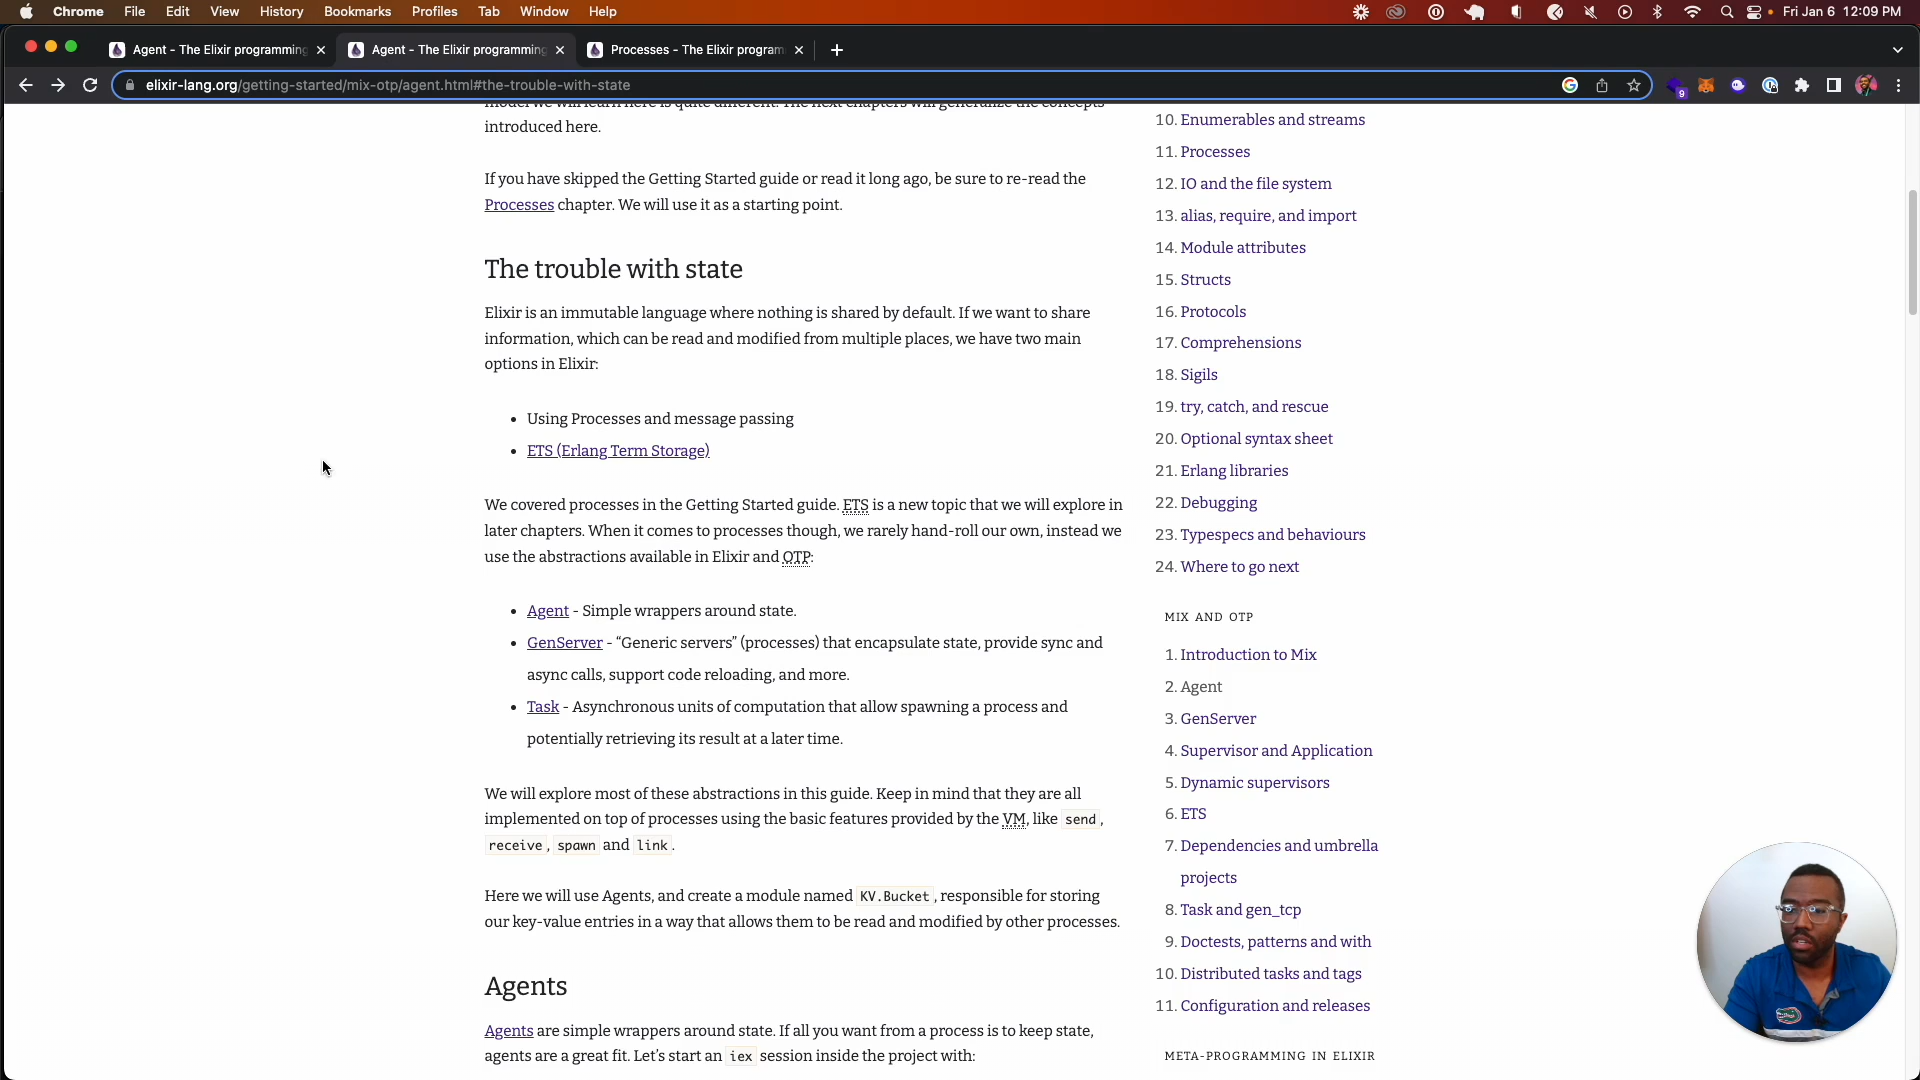 Chrome File Edit View History Bookmarks Profiles Tab Window Help Fri Jan 6 12:09 PM
Agent - The Elixir programming Agent - The Elixir programming Processes - The Elixir program
elixir-lang.org/getting-started/mix-otp/agent.html#the-trouble-with-state
9
model we will learn here is quite different. The next chapters will generalize the concepts
introduced here.
If you have skipped the Getting Started guide or read it long ago, be sure to re-read the
Processes chapter. We will use it as a starting point.
The trouble with state
Elixir is an immutable language where nothing is shared by default. If we want to share
information, which can be read and modified from multiple places, we have two main
options in Elixir:
• Using Processes and message passing
• ETS (Erlang Term Storage)
We covered processes in the Getting Started guide. ETS is a new topic that we will explore in
later chapters. When it comes to processes though, we rarely hand-roll our own, instead we
use the abstractions available in Elixir and OTP:
• Agent - Simple wrappers around state.
• GenServer - “Generic servers” (processes) that encapsulate state, provide sync and
async calls, support code reloading, and more.
• Task - Asynchronous units of computation that allow spawning a process and
potentially retrieving its result at a later time.
We will explore most of these abstractions in this guide. Keep in mind that they are all
implemented on top of processes using the basic features provided by the VM, like send,
receive, spawn and link.
Here we will use Agents, and create a module named KV.Bucket, responsible for storing
our key-value entries in a way that allows them to be read and modified by other processes.
Agents
Agents are simple wrappers around state. If all you want from a process is to keep state,
agents are a great fit. Let’s start an iex session inside the project with:
10. Enumerables and streams
11. Processes
12. IO and the file system
13. alias, require, and import
14. Module attributes
15. Structs
16. Protocols
17. Comprehensions
18. Sigils
19. try, catch, and rescue
20. Optional syntax sheet
21. Erlang libraries
22. Debugging
23. Typespecs and behaviours
24. Where to go next
MIX AND OTP
1. Introduction to Mix
2. Agent
3. GenServer
4. Supervisor and Application
5. Dynamic supervisors
6. ETS
7. Dependencies and umbrella
projects
8. Task and gen_tcp
9. Doctests, patterns and with
10. Distributed tasks and tags
11. Configuration and releases
META-PROGRAMMING IN ELIXIR